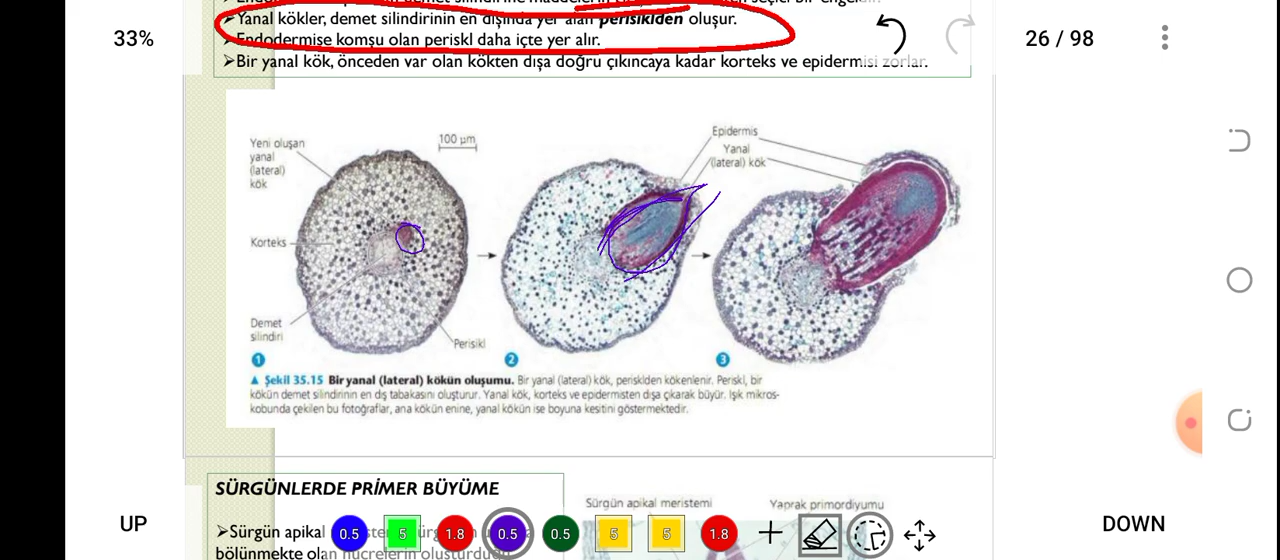 ➢Yanal kökler, demet silindirinin en dışında yer alan perisiklden oluşur.
33%
26 / 98
➢Endodermise komşu olan periskl daha içte yer alır.
➢Bir yanal kök, önceden var olan kökten dışa doğru çıkıncaya kadar korteks ve epidermisi zorlar.
Yeni oluşan
yanal
(lateral)
kök
100 µm
Epidermis
Yanal
(lateral) kök
Korteks
Demet
silindiri
Perisikl
1
2
3
▲ Şekil 35.15 Bir yanal (lateral) kökün oluşumu. Bir yanal (lateral) kök, perisklden kökenlenir. Periskl, bir
kökün demet silindirinin en dış tabakasını oluşturur. Yanal kök, korteks ve epidermisten dışa çıkarak büyür. Işık mikros-
kobunda çekilen bu fotoğraflar, ana kökün enine, yanal kökün ise boyuna kesitini göstermektedir.
SÜRGÜNLERDE PRİMER BÜYÜME
Sürgün apikal meristemi
Yaprak primordiyumu
UP
➢Sürgün apikal
0.5
5
1.8
0.5
0.5
5
5
1.8
DOWN
bölünmekte olan hücrelerin